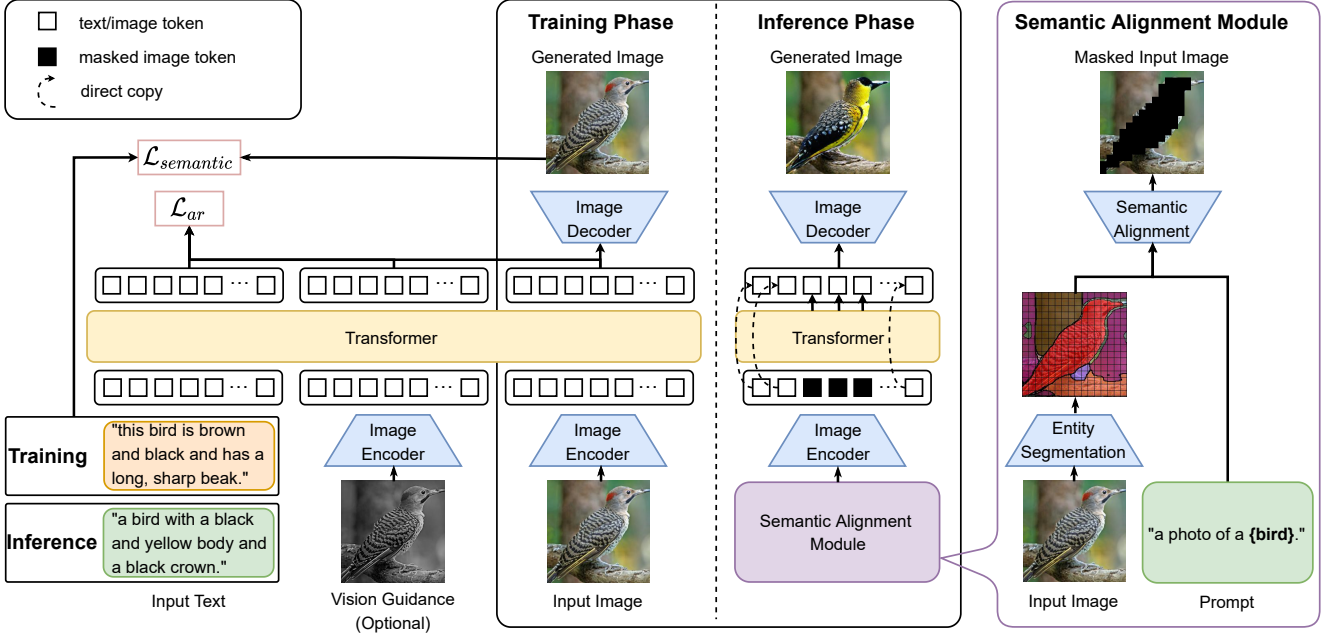 text/image token
masked image token
direct copy
Training Phase
Inference Phase
Semantic Alignment Module
Generated Image
Generated Image
Masked Input Image
ℒsemantic
ℒar
Image
Decoder
Image
Decoder
Semantic
Alignment
...
...
...
...
Transformer
Transformer
...
...
...
...
Training
"this bird is brown
and black and has a
long, sharp beak."
Inference
"a bird with a black
and yellow body and
a black crown."
Input Text
Image
Encoder
Image
Encoder
Image
Encoder
Entity
Segmentation
Semantic Alignment
Module
"a photo of a {bird}."
Vision Guidance
(Optional)
Input Image
Input Image
Prompt